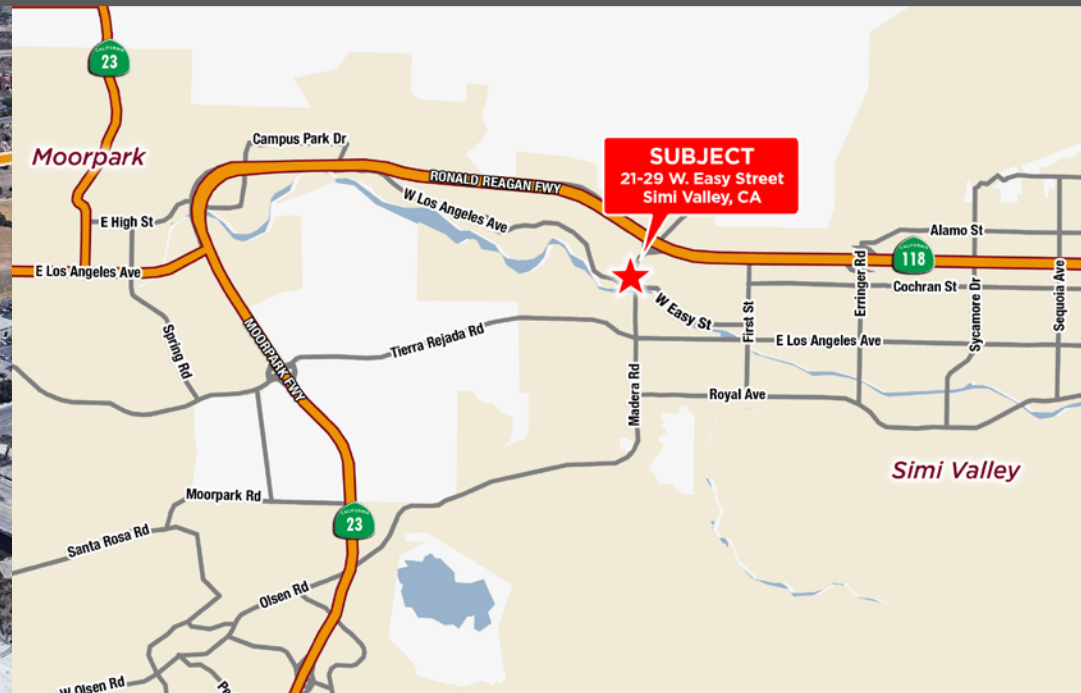 CALIFORNIA
23
Campus Park Dr
Moorpark
SUBJECT
21-29 W. Easy Street
Simi Valley, CA
RONALD REAGAN FWY
W Los Angeles Ave
E High St
Alamo St
CALIFORNIA
118
E Los Angeles Ave
Erringer Rd
Cochran St
Sycamore Dr
Sequoia Ave
W Easy St
First St
Spring Rd
MOORPARK FWY
Tierra Rejada Rd
E Los Angeles Ave
Madera Rd
Royal Ave
Simi Valley
Moorpark Rd
CALIFORNIA
23
Santa Rosa Rd
Olsen Rd
W Olsen Rd